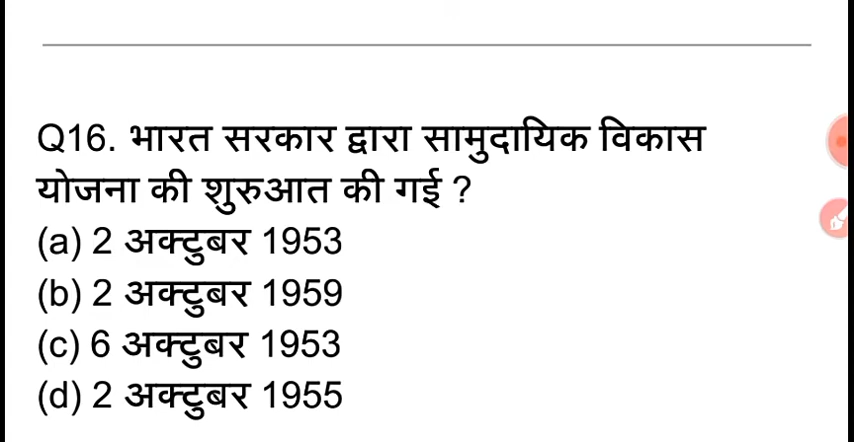 Q16. भारत सरकार द्वारा सामुदायिक विकास
योजना की शुरुआत की गई ?
(a) 2 अक्टुबर 1953
(b) 2 अक्टुबर 1959
(c) 6 अक्टुबर 1953
(d) 2 अक्टुबर 1955